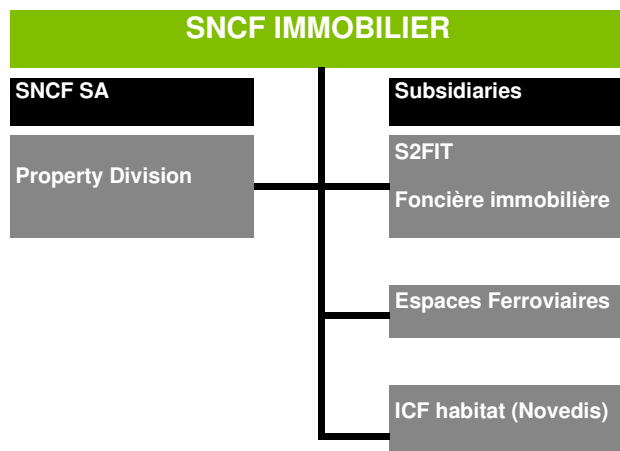 SNCF IMMOBILIER
SNCF SA
Subsidiaries
Property Division
S2FIT
Foncière immobilière
Espaces Ferroviaires
ICF habitat (Novedis)